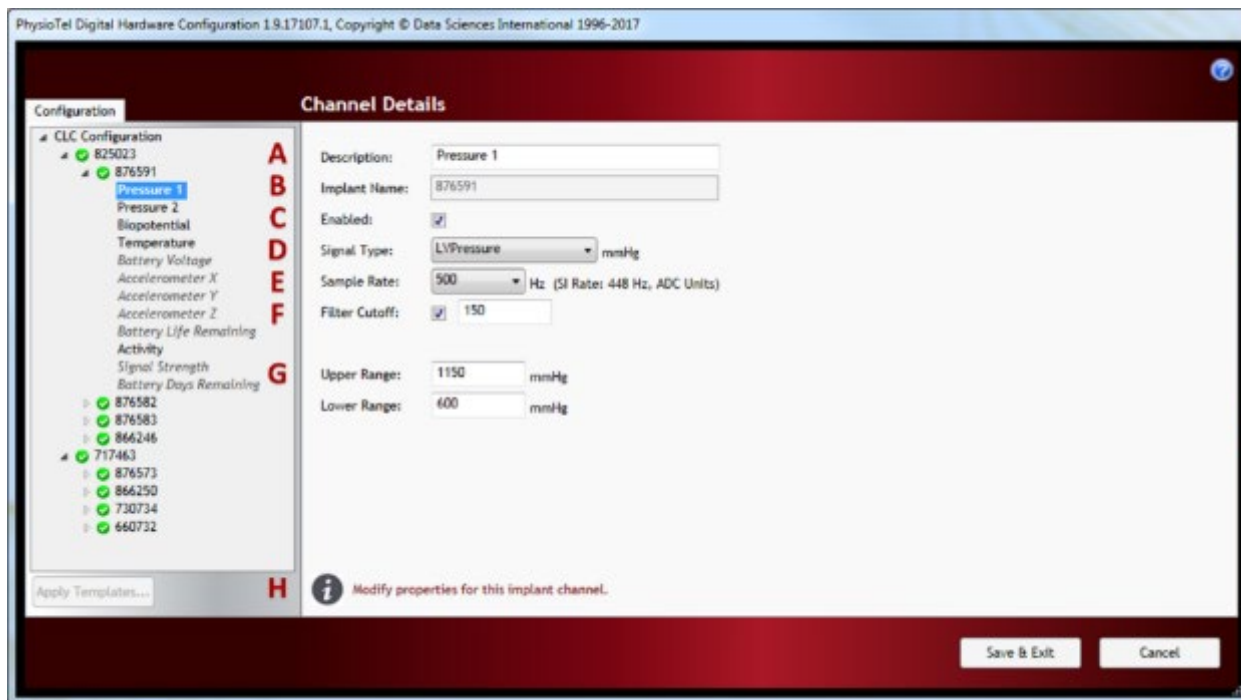 PhysioTel Digital Hardware Configuration 1.9.17107.1, Copyright © Data Sciences International 1996-2017
Configuration
Channel Details
CLC Configuration
825023
876591
Pressure 1
Pressure 2
Biopotential
Temperature
Battery Voltage
Accelerometer X
Accelerometer Y
Accelerometer Z
Battery Life Remaining
Activity
Signal Strength
Battery Days Remaining
876582
876583
866246
717463
876573
866250
730734
660732
Apply Templates...
A
Description: Pressure 1
B
Implant Name: 876591
C
Enabled:
D
Signal Type: LVPressure mmHg
E
Sample Rate: 500 Hz (SI Rate: 448 Hz, ADC Units)
F
Filter Cutoff: 150
G
Upper Range: 1150 mmHg
Lower Range: 600 mmHg
H
i Modify properties for this implant channel.
Save & Exit
Cancel
?